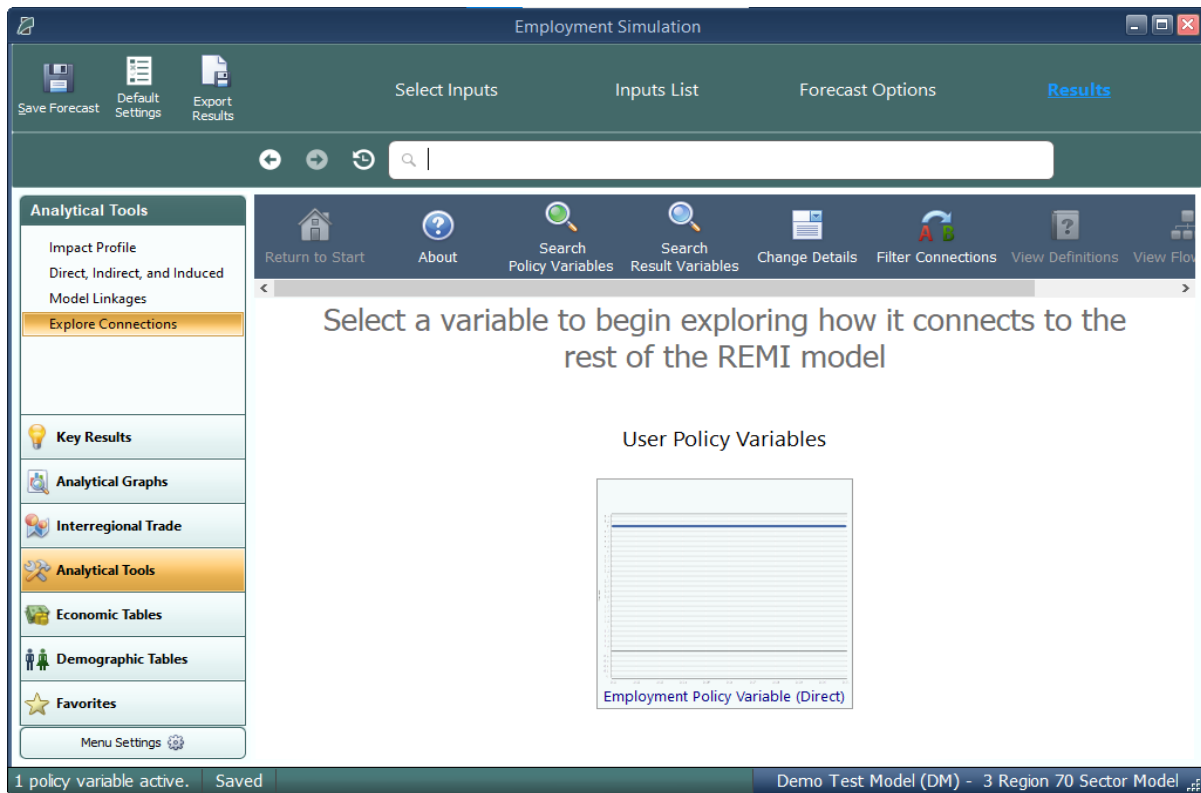 Employment Simulation
Save Forecast
Default
Settings
Export
Results
Select Inputs
Inputs List
Forecast Options
Results
Analytical Tools
Impact Profile
Direct, Indirect, and Induced
Model Linkages
Explore Connections
Key Results
Analytical Graphs
Interregional Trade
Analytical Tools
Economic Tables
Demographic Tables
Favorites
Menu Settings
Return to Start
About
Search
Policy Variables
Search
Result Variables
Change Details
A B
Filter Connections
View Definitions
View Flow
Select a variable to begin exploring how it connects to the
rest of the REMI model
User Policy Variables
Employment Policy Variable (Direct)
1 policy variable active.
Saved
Demo Test Model (DM) - 3 Region 70 Sector Model